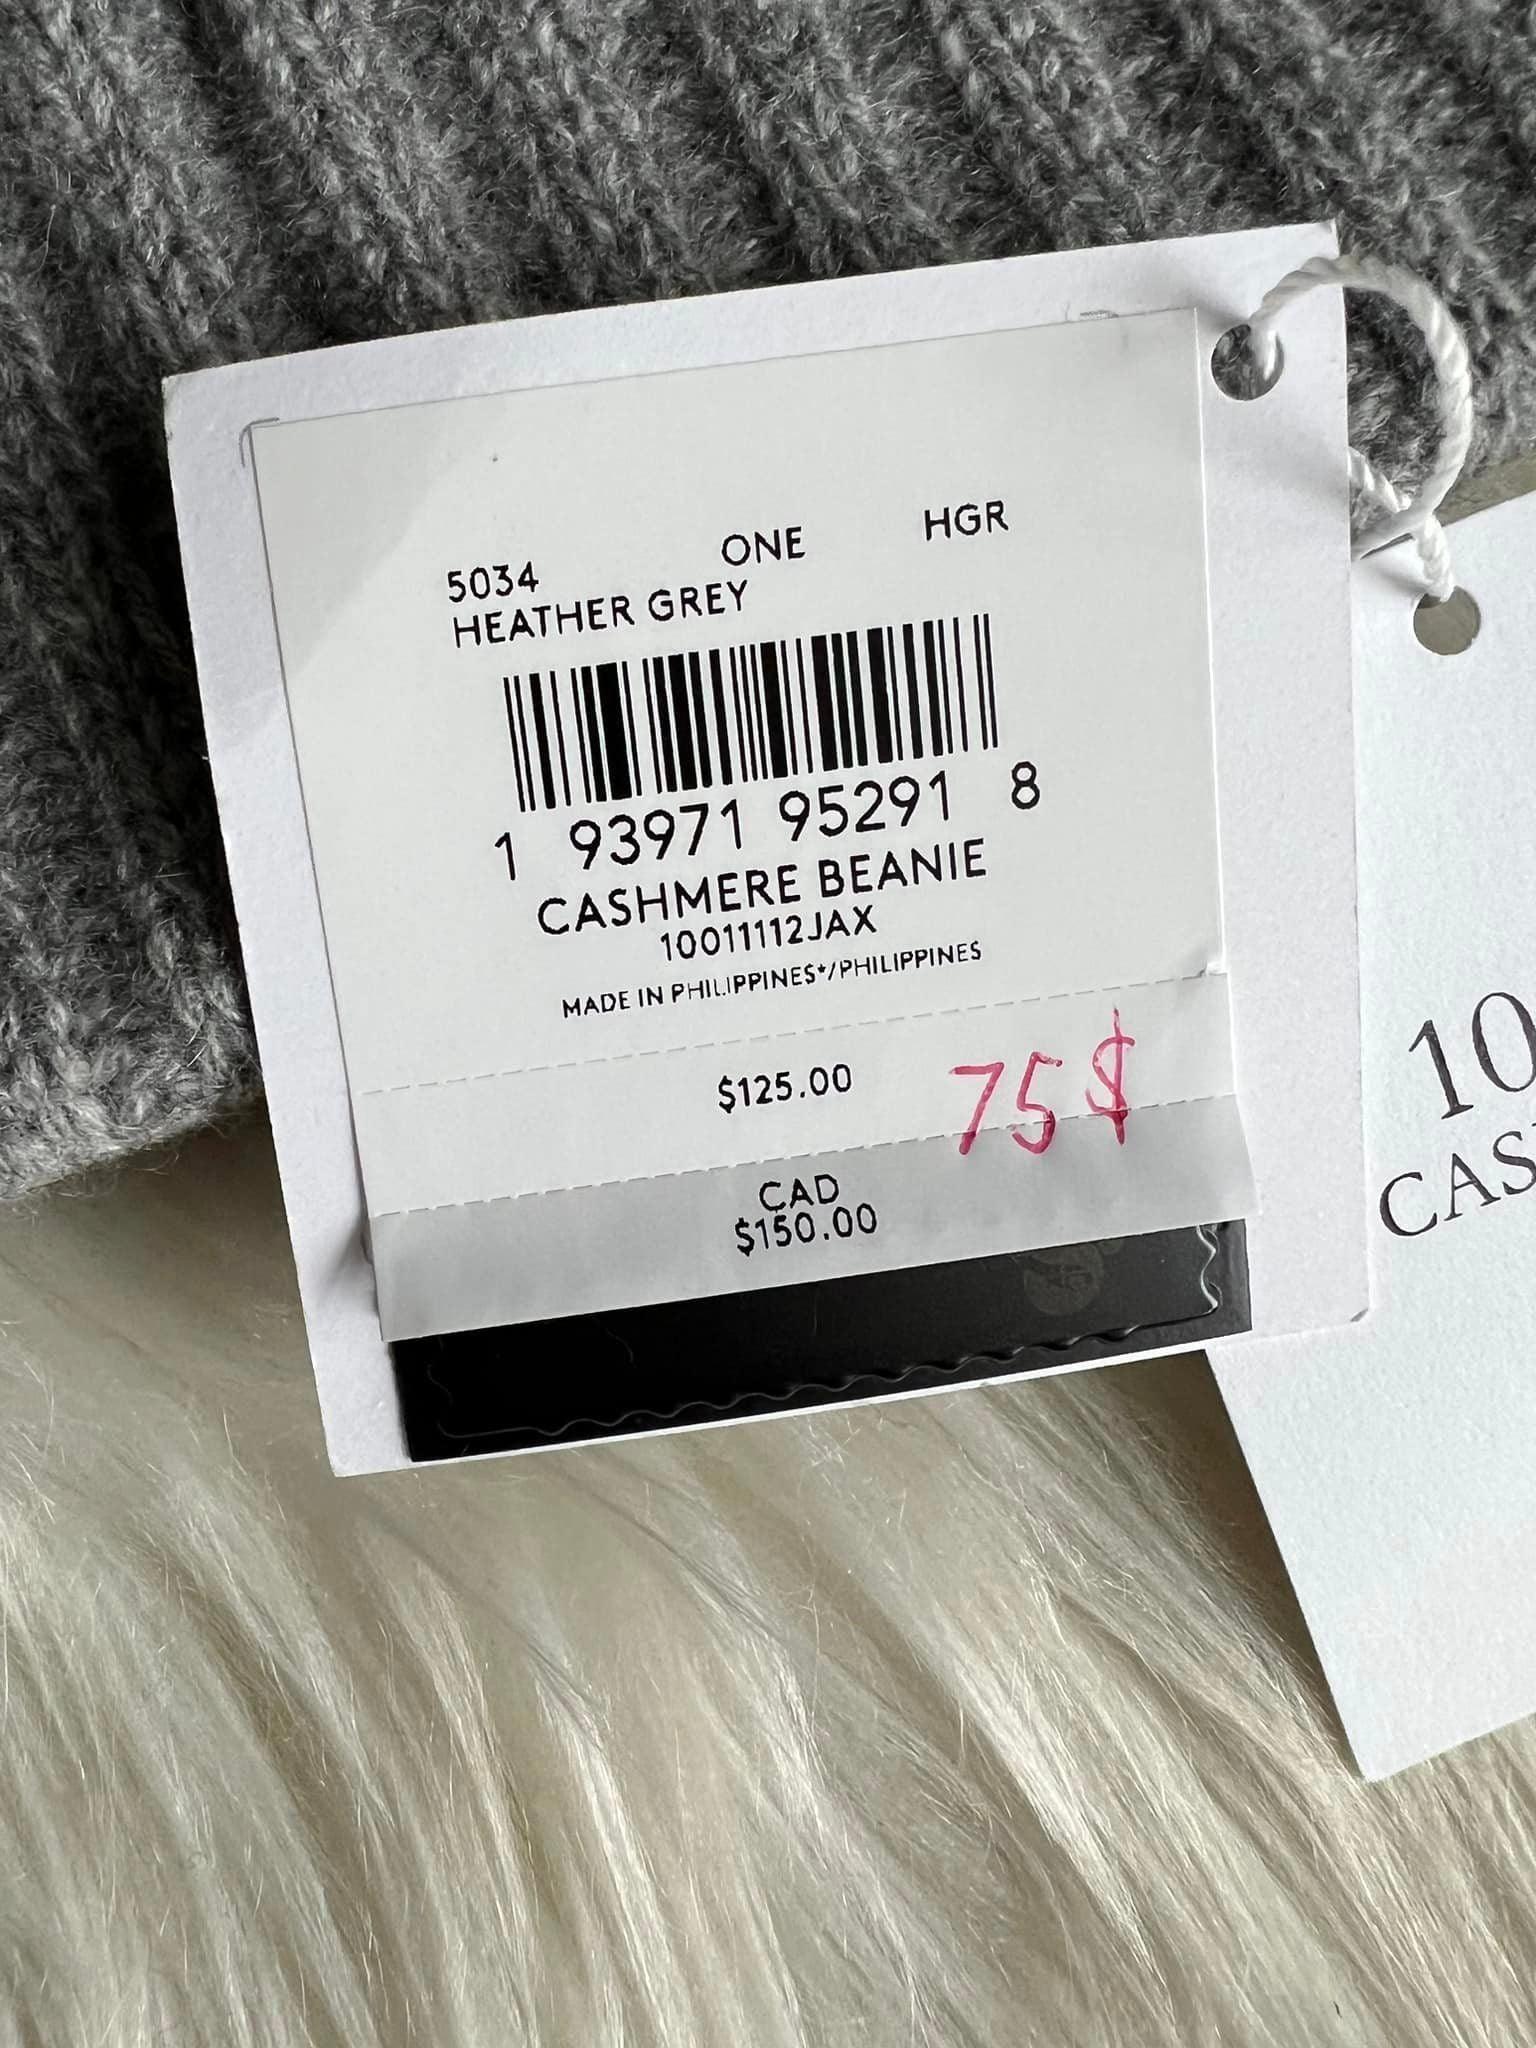 5034 ONE HGR
HEATHER GREY
1 93971 95291 8
CASHMERE BEANIE
10011112JAX
MADE IN PHILIPPINES*/PHILIPPINES
$125.00
75$
CAD
$150.00
10
CAS